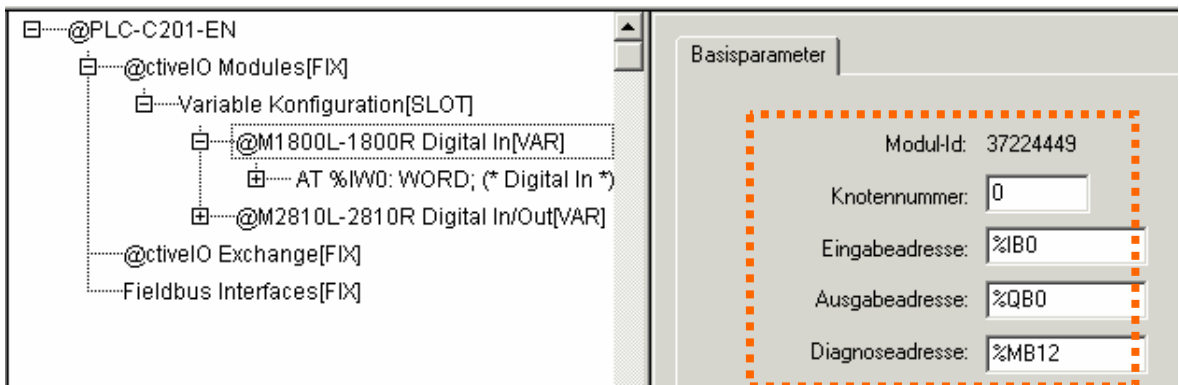 @PLC-C201-EN
@ctiveIO Modules[FIX]
Variable Konfiguration[SLOT]
@M1800L-1800R Digital In[VAR]
AT %IW0: WORD; (* Digital In *)
@M2810L-2810R Digital In/Out[VAR]
@ctiveIO Exchange[FIX]
Fieldbus Interfaces[FIX]
Basisparameter
Modul-Id: 37224449
Knotennummer: 0
Eingabeadresse: %IB0
Ausgabeadresse: %QB0
Diagnoseadresse: %MB12